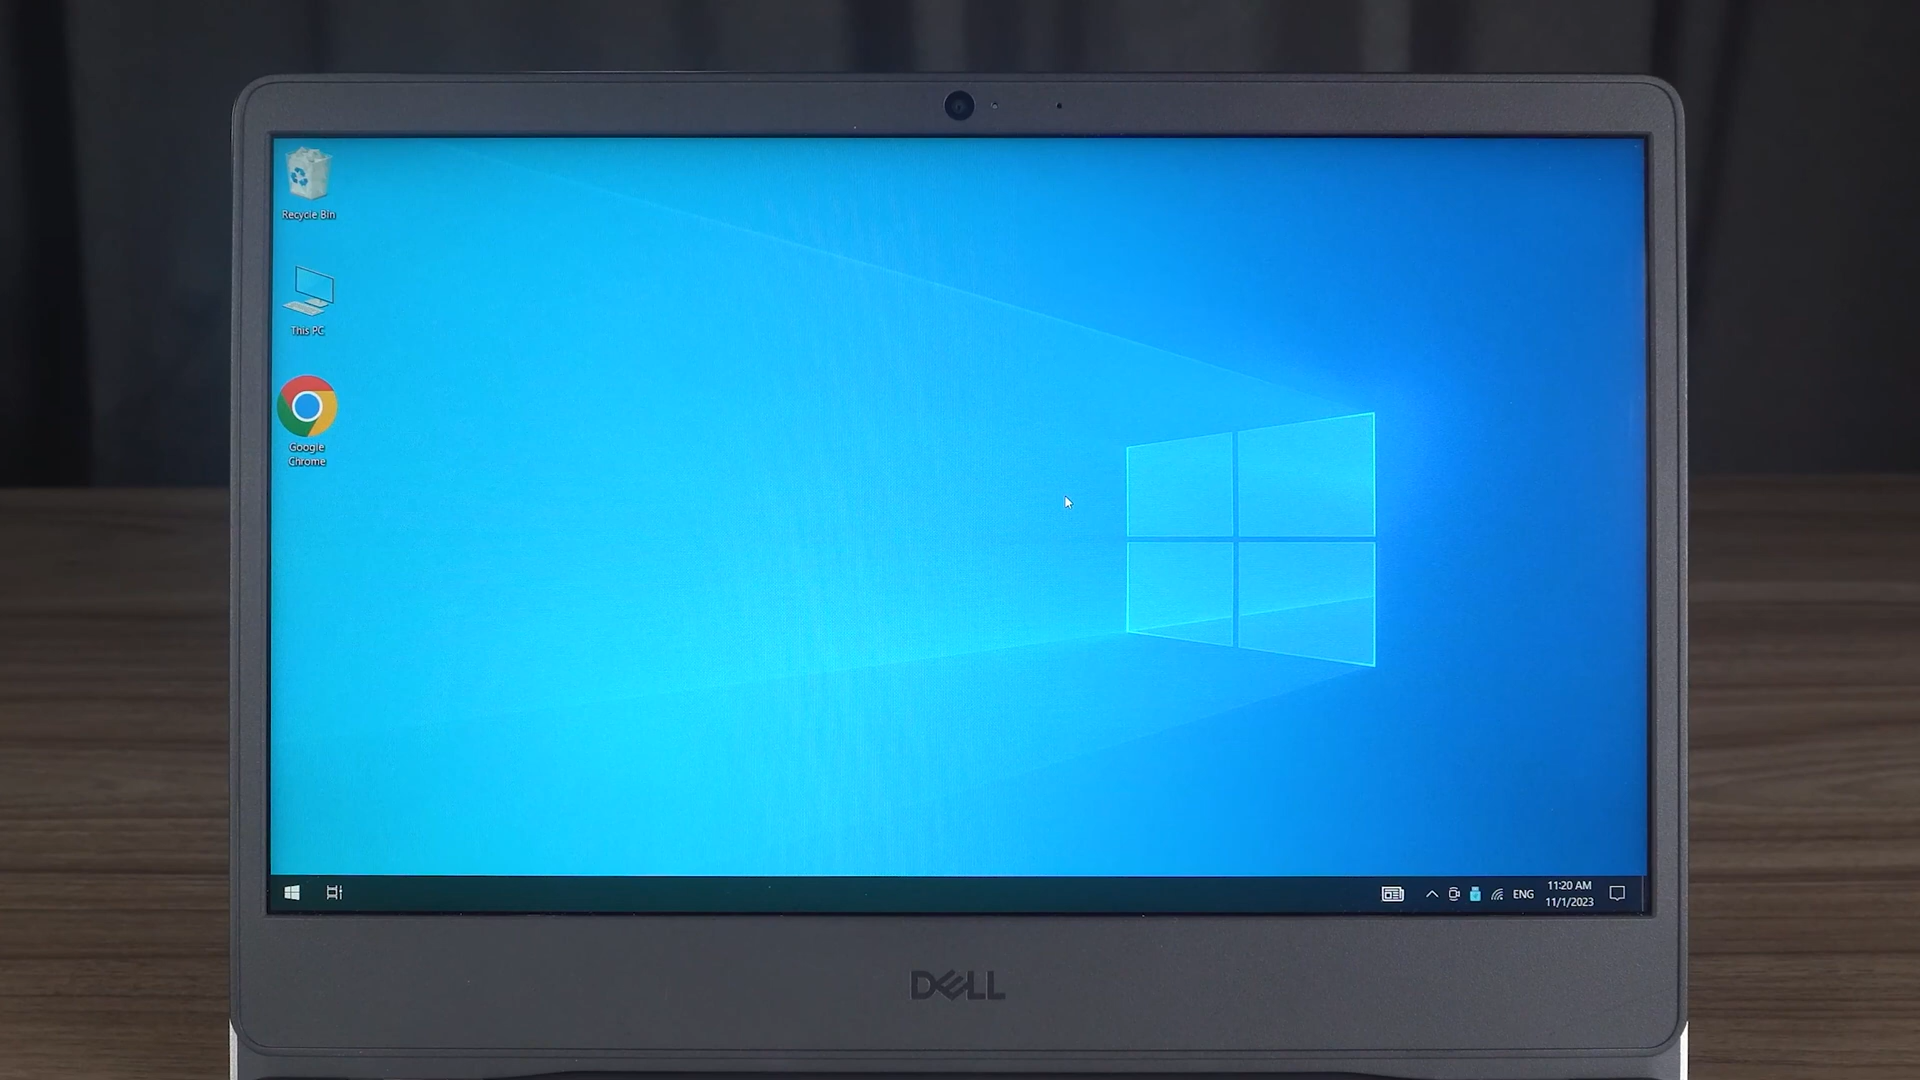 Recycle Bin
This PC
Google
Chrome
ENG
11:20 AM
11/1/2023
DELL